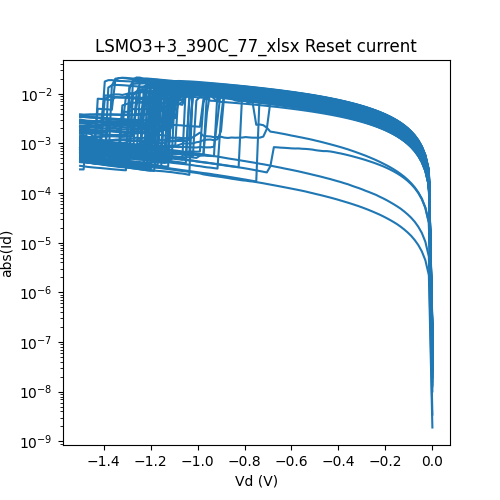 LSMO3+3_390C_77_xlsx Reset current
10⁻²
10⁻³
10⁻⁴
10⁻⁵
10⁻⁶
10⁻⁷
10⁻⁸
10⁻⁹
abs(Id)
−1.4 −1.2 −1.0 −0.8 −0.6 −0.4 −0.2 0.0
Vd (V)